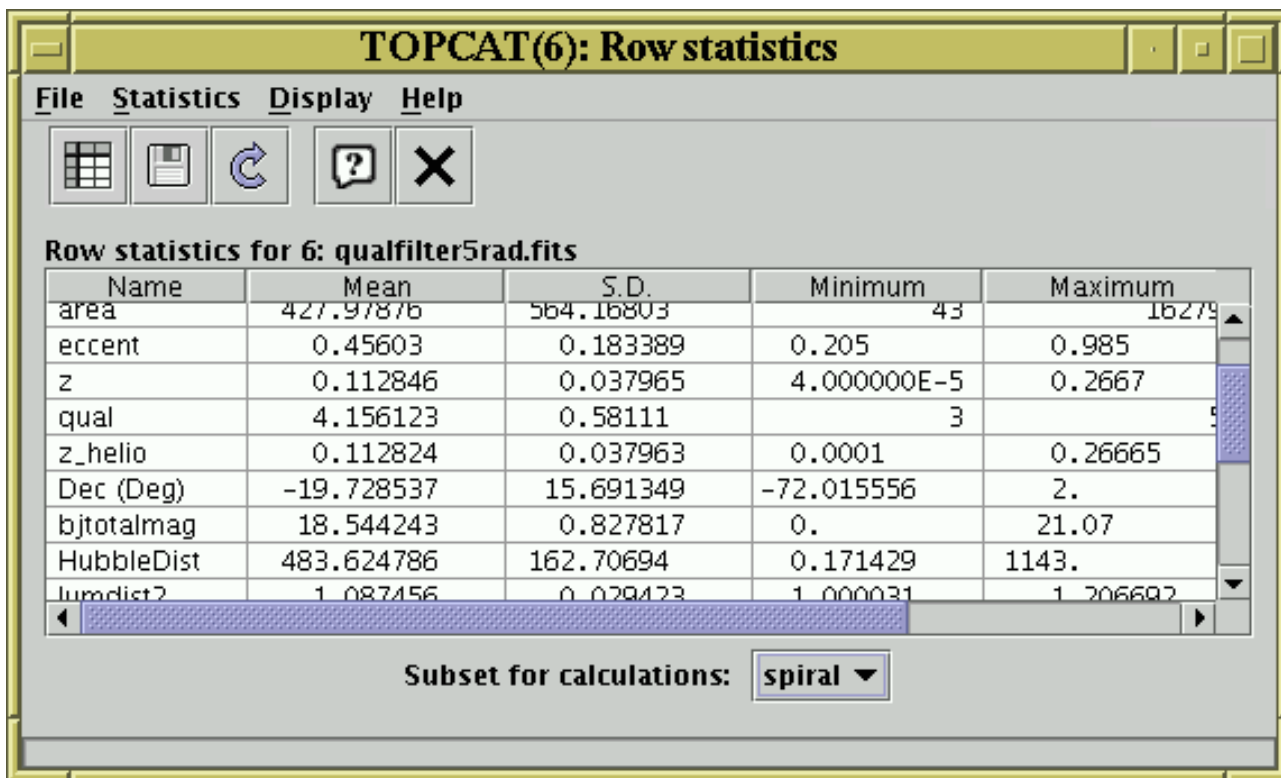 TOPCAT(6): Row statistics
File Statistics Display Help
Row statistics for 6: qualfilter5rad.fits
Name Mean S.D. Minimum Maximum
area 427.97876 564.16803 43 16279
eccent 0.45603 0.183389 0.205 0.985
z 0.112846 0.037965 4.000000E-5 0.2667
qual 4.156123 0.58111 3 5
z_helio 0.112824 0.037963 0.0001 0.26665
Dec (Deg) -19.728537 15.691349 -72.015556 2.
bjtotalmag 18.544243 0.827817 0. 21.07
HubbleDist 483.624786 162.70694 0.171429 1143.
lumdist? 1.087456 0.029423 1.000031 1.206692
Subset for calculations: spiral